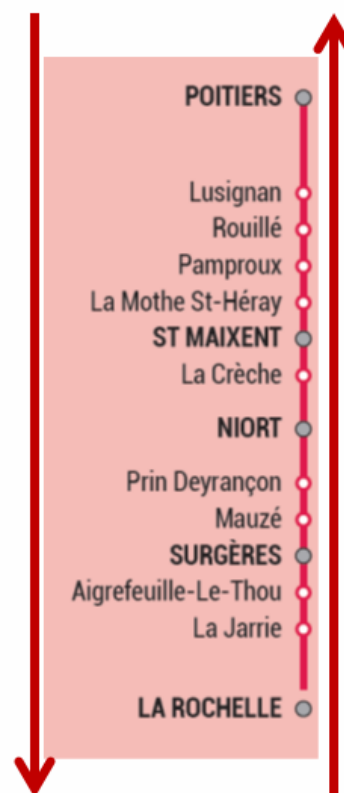 POITIERS
Lusignan
Rouillé
Pamproux
La Mothe St-Héray
ST MAIXENT
La Crèche
NIORT
Prin Deyrançon
Mauzé
SURGÈRES
Aigrefeuille-Le-Thou
La Jarrie
LA ROCHELLE